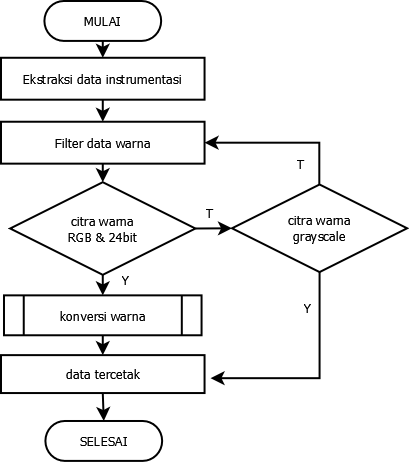 MULAI
Ekstraksi data instrumentasi
Filter data warna
T
citra warna
RGB & 24bit
T
citra warna
grayscale
Y
Y
konversi warna
data tercetak
SELESAI